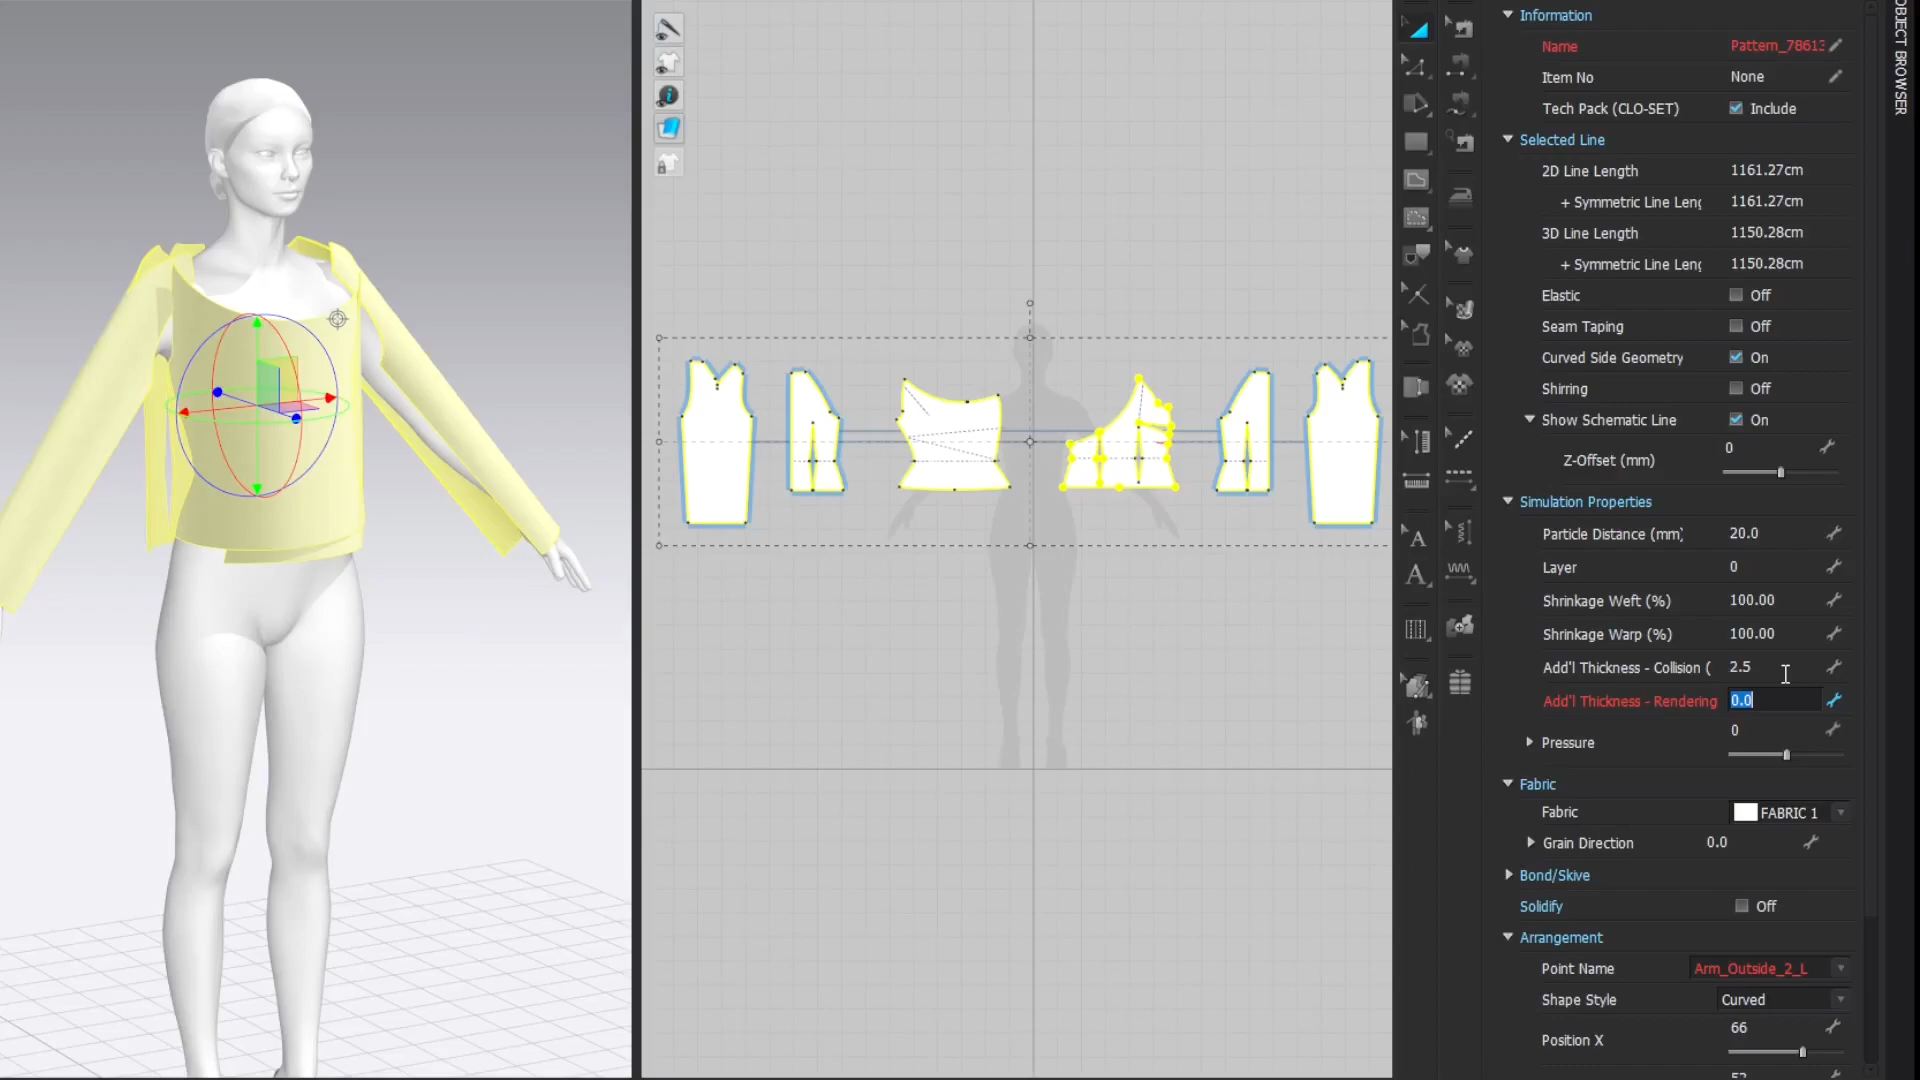 OBJECT BROWSER
Information
Name Pattern_78613
Item No None
Tech Pack (CLO-SET) Include
Selected Line
2D Line Length 1161.27cm
+ Symmetric Line Leng 1161.27cm
3D Line Length 1150.28cm
+ Symmetric Line Leng 1150.28cm
Elastic Off
Seam Taping Off
Curved Side Geometry On
Shirring Off
Show Schematic Line On
Z-Offset (mm) 0
Simulation Properties
Particle Distance (mm) 20.0
Layer 0
Shrinkage Weft (%) 100.00
Shrinkage Warp (%) 100.00
Add'l Thickness - Collision ( 2.5
Add'l Thickness - Rendering 0.0
Pressure 0
Fabric
Fabric FABRIC 1
Grain Direction 0.0
Bond/Skive
Solidify Off
Arrangement
Point Name Arm_Outside_2_L
Shape Style Curved
Position X 66